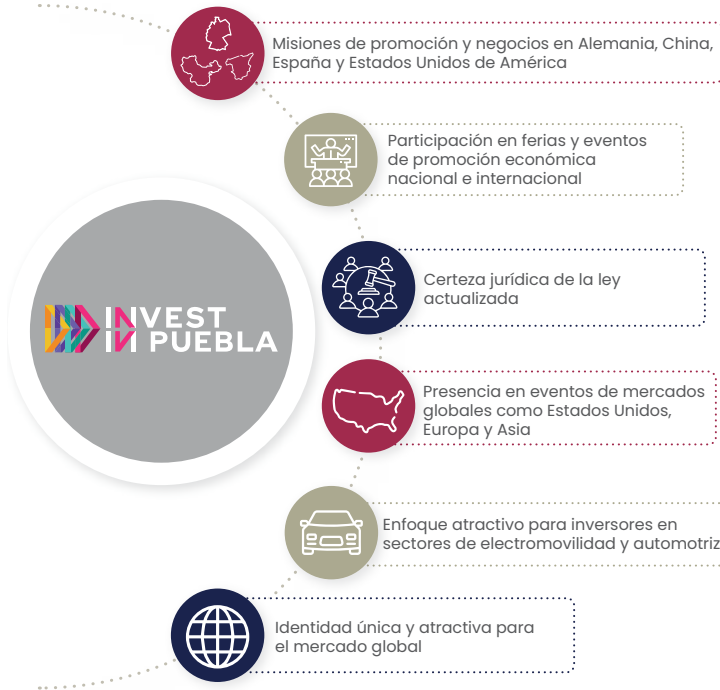 Misiones de promoción y negocios en Alemania, China,
España y Estados Unidos de América
Participación en ferias y eventos
de promoción económica
nacional e internacional
Certeza jurídica de la ley
actualizada
INVEST
IN PUEBLA
Presencia en eventos de mercados
globales como Estados Unidos,
Europa y Asia
Enfoque atractivo para inversores en
sectores de electromovilidad y automotriz
Identidad única y atractiva para
el mercado global